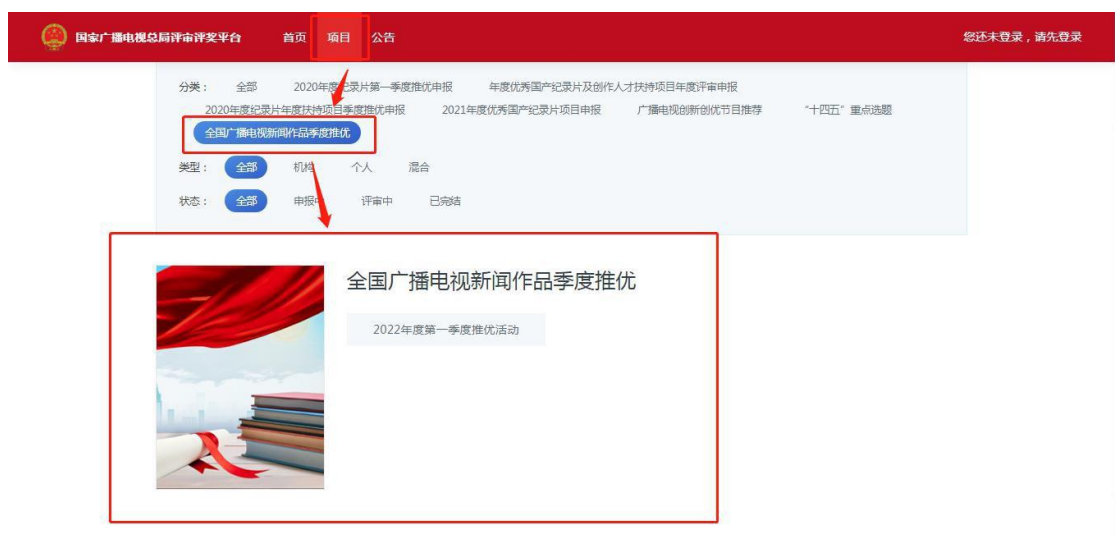 国家广播电视总局评审评奖平台 首页 项目 公告 您还未登录，请先登录
分类： 全部 2020年度纪录片第一季度推优申报 年度优秀国产纪录片及创作人才扶持项目年度评审申报
2020年度纪录片年度扶持项目季度推优申报 2021年度优秀国产纪录片项目申报 广播电视创新创优节目推荐 “十四五”重点选题
全国广播电视新闻作品季度推优
类型： 全部 机构 个人 混合
状态： 全部 申报中 评审中 已完结
全国广播电视新闻作品季度推优
2022年度第一季度推优活动